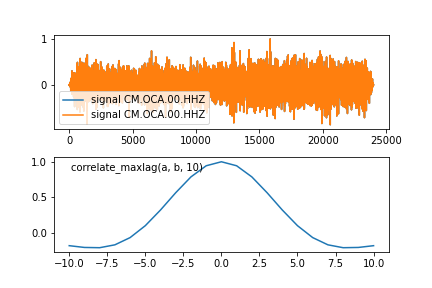 1
0
signal CM.OCA.00.HHZ
signal CM.OCA.00.HHZ
0 5000 10000 15000 20000 25000
correlate_maxlag(a, b, 10)
1.0
0.5
0.0
−10.0 −7.5 −5.0 −2.5 0.0 2.5 5.0 7.5 10.0